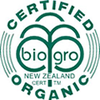 CERTIFIED
bio gro
NEW ZEALAND
CERT TM
ORGANIC